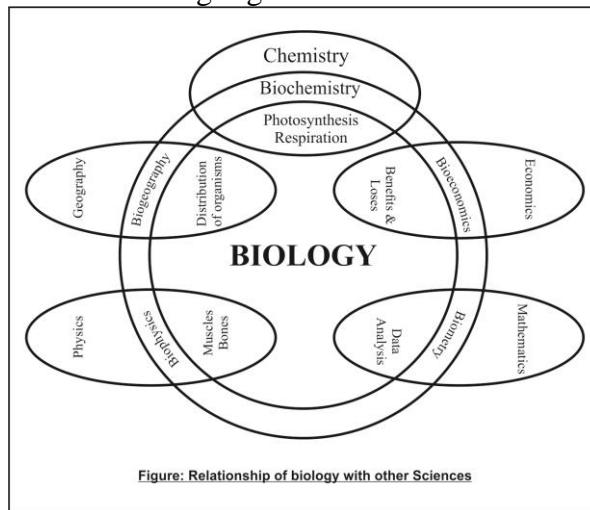 Chemistry
Biochemistry
Photosynthesis
Respiration
Geography
Biogeography
Distribution
of organisms
Benefits &
Loses
Bioeconomics
Economics
BIOLOGY
Physics
Biophysics
Muscles
Bones
Data
Analysis
Biometry
Mathematics
Figure: Relationship of biology with other Sciences